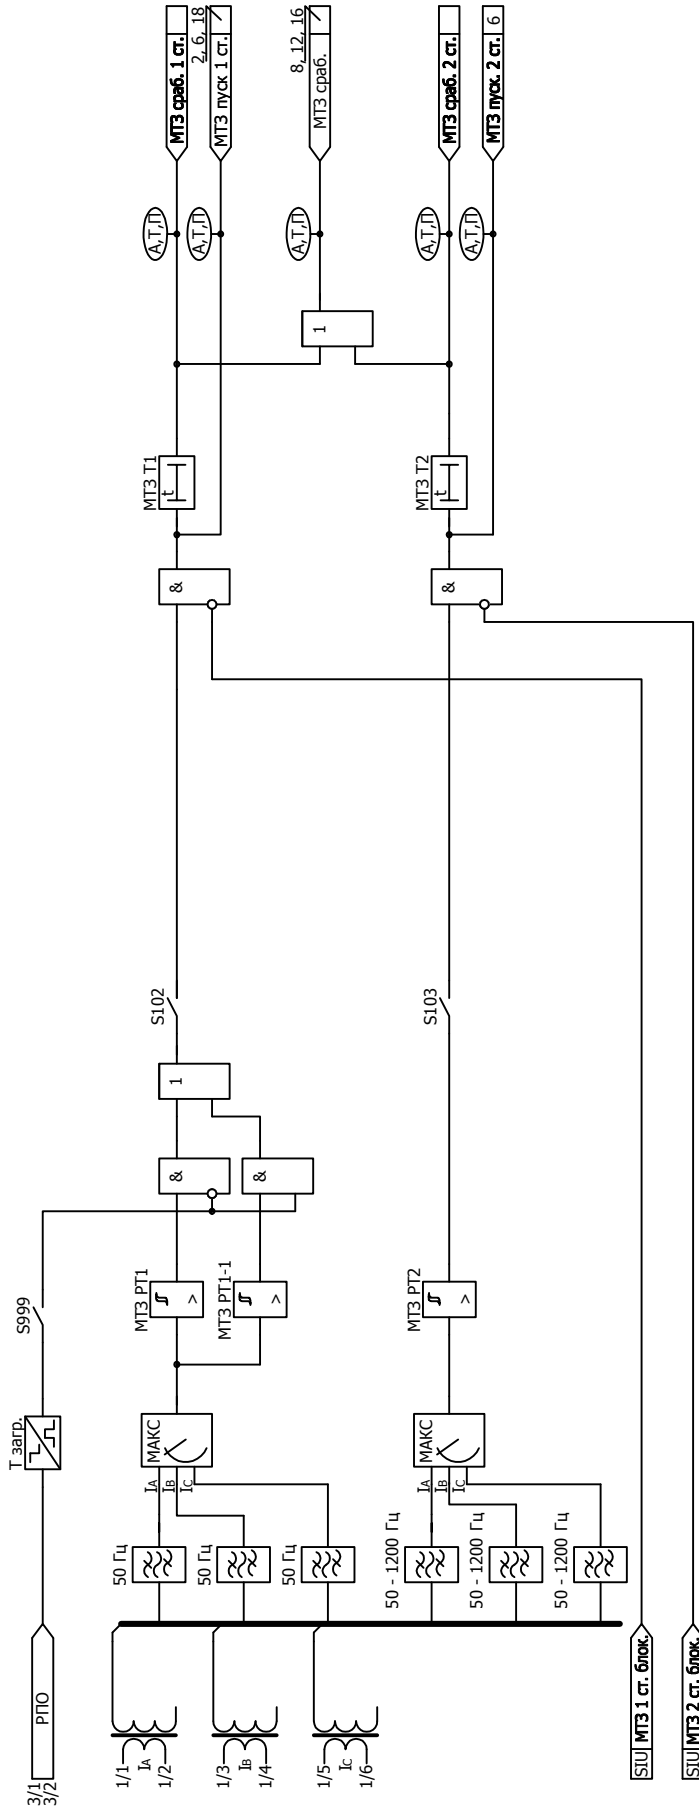 3/1
3/2
РПО
T загр.
S999
1/1
IA
1/2
1/3
IB
1/4
1/5
IC
1/6
50 Гц
50 Гц
50 Гц
IA
IB
IC
МАКС
МТЗ РТ1
МТЗ РТ1-1
>
>
&
&
1
S102
&
МТЗ T1
t
А,Т,П
А,Т,П
МТЗ сраб. 1 ст.
МТЗ пуск 1 ст.
2, 6, 18
1
А,Т,П
МТЗ сраб.
8, 12, 16
50 - 1200 Гц
50 - 1200 Гц
50 - 1200 Гц
IA
IB
IC
МАКС
МТЗ РТ2
>
S103
&
МТЗ T2
t
А,Т,П
А,Т,П
МТЗ сраб. 2 ст.
МТЗ пуск. 2 ст.
6
SIU
МТЗ 1 ст. блок.
SIU
МТЗ 2 ст. блок.